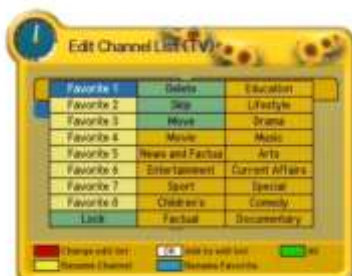 Edit Channel List (TV)
Favorite 1 Delete Education
Favorite 2 Skip Lifestyle
Favorite 3 Move Drama
Favorite 4 Movie Music
Favorite 5 News and Factua Arts
Favorite 6 Entertainment Current Affairs
Favorite 7 Sport Special
Favorite 8 Children's Comedy
Lock Factual Documentary
Change edit list OK Add to edit list All
Rename Channel Rename Favorite